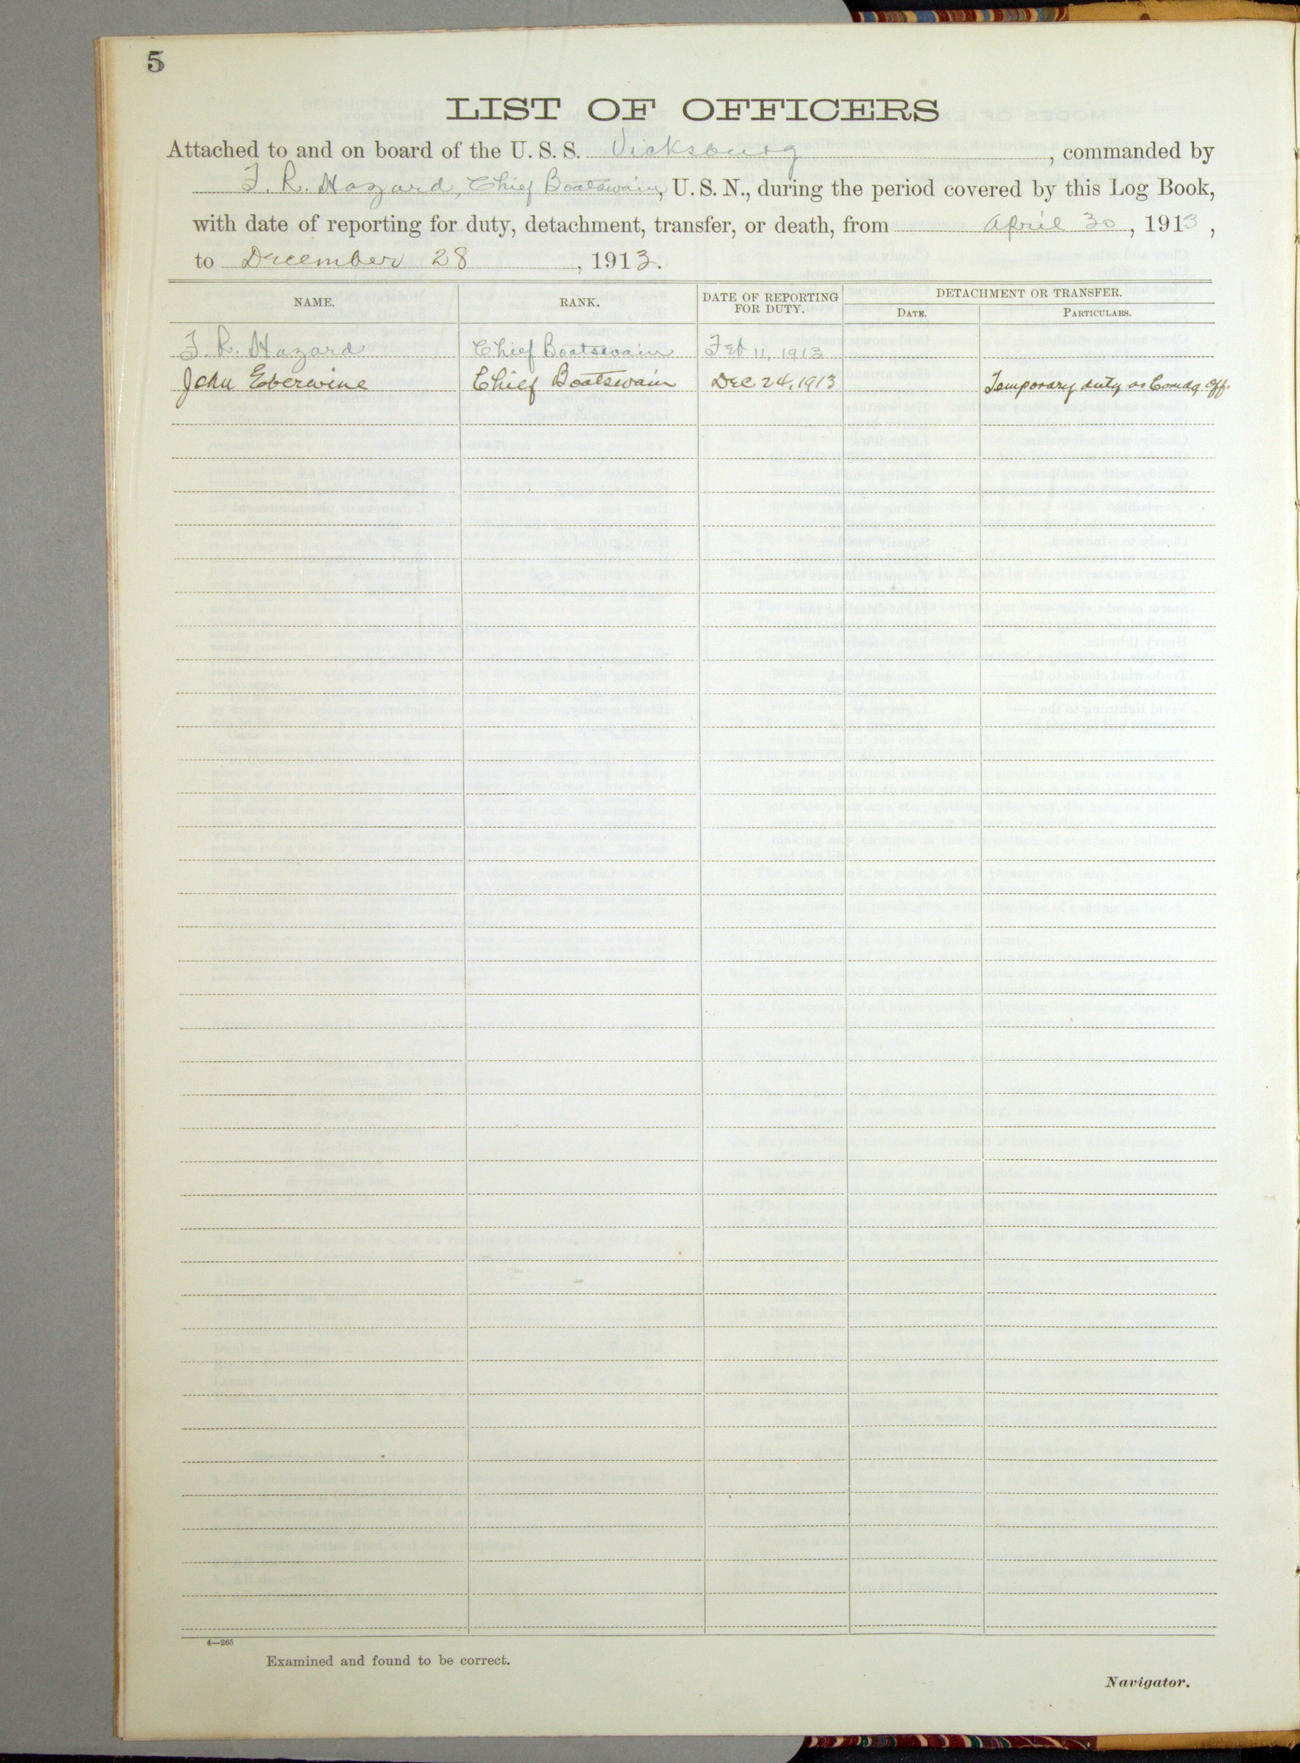 5
LIST OF OFFICERS
Attached to and on board of the U. S. S. Vicksburg, commanded by
F. R. Hazard, Chief Boatswain, U. S. N., during the period covered by this Log Book,
with date of reporting for duty, detachment, transfer, or death, from April 30, 1913,
to December 28, 1913.
NAME. RANK. DATE OF REPORTING FOR DUTY. DETACHMENT OR TRANSFER.
DATE. PARTICULARS.
F. R. Hazard Chief Boatswain Feb 11, 1913
John Eberwine Chief Boatswain Dec 24, 1913 Temporary duty as Comdg Off.
4—265
Examined and found to be correct.
Navigator.